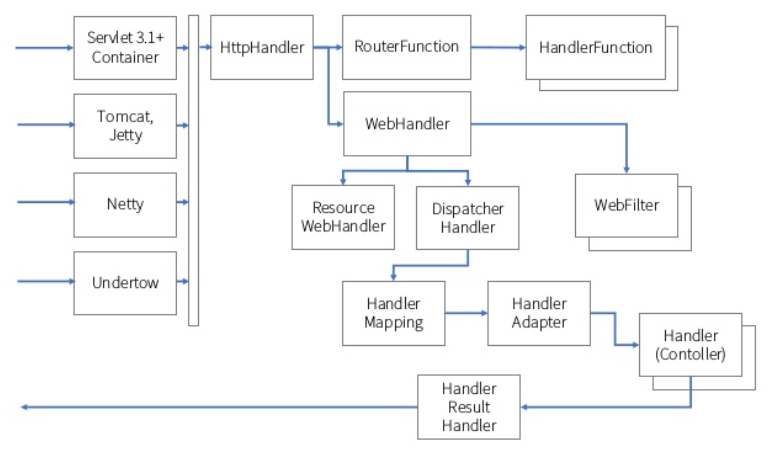 Servlet 3.1+
Container
HttpHandler
RouterFunction
HandlerFunction
Tomcat,
Jetty
WebHandler
Netty
Resource
WebHandler
Dispatcher
Handler
WebFilter
Undertow
Handler
Mapping
Handler
Adapter
Handler
(Contoller)
Handler
Result
Handler